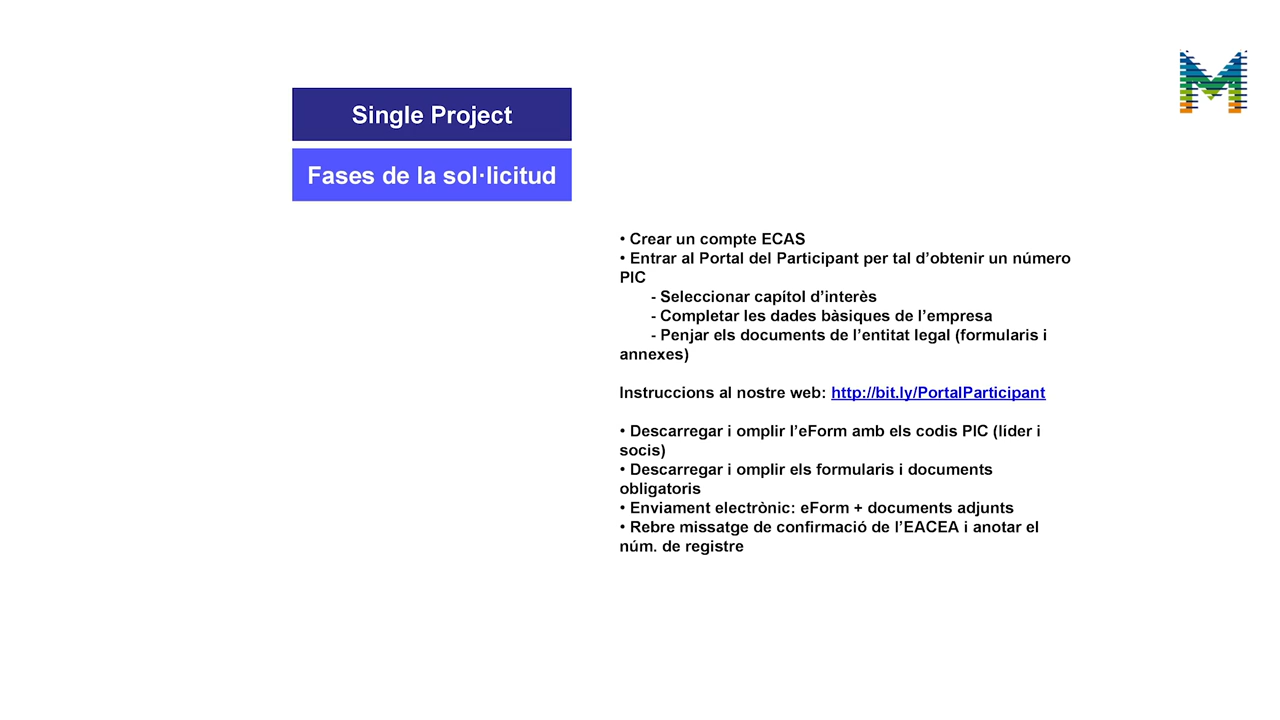 Single Project
Fases de la sol·licitud
• Crear un compte ECAS
• Entrar al Portal del Participant per tal d’obtenir un número
PIC
- Seleccionar capítol d’interès
- Completar les dades bàsiques de l’empresa
- Penjar els documents de l’entitat legal (formularis i
annexes)
Instruccions al nostre web: http://bit.ly/PortalParticipant
• Descarregar i omplir l’eForm amb els codis PIC (líder i
socis)
• Descarregar i omplir els formularis i documents
obligatoris
• Enviament electrònic: eForm + documents adjunts
• Rebre missatge de confirmació de l’EACEA i anotar el
núm. de registre